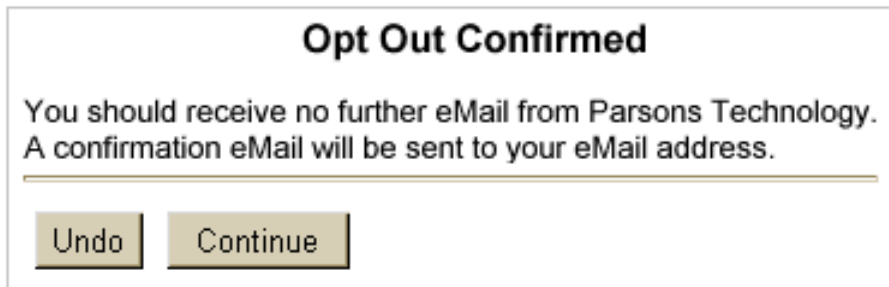 Opt Out Confirmed
You should receive no further eMail from Parsons Technology.
A confirmation eMail will be sent to your eMail address.
Undo Continue